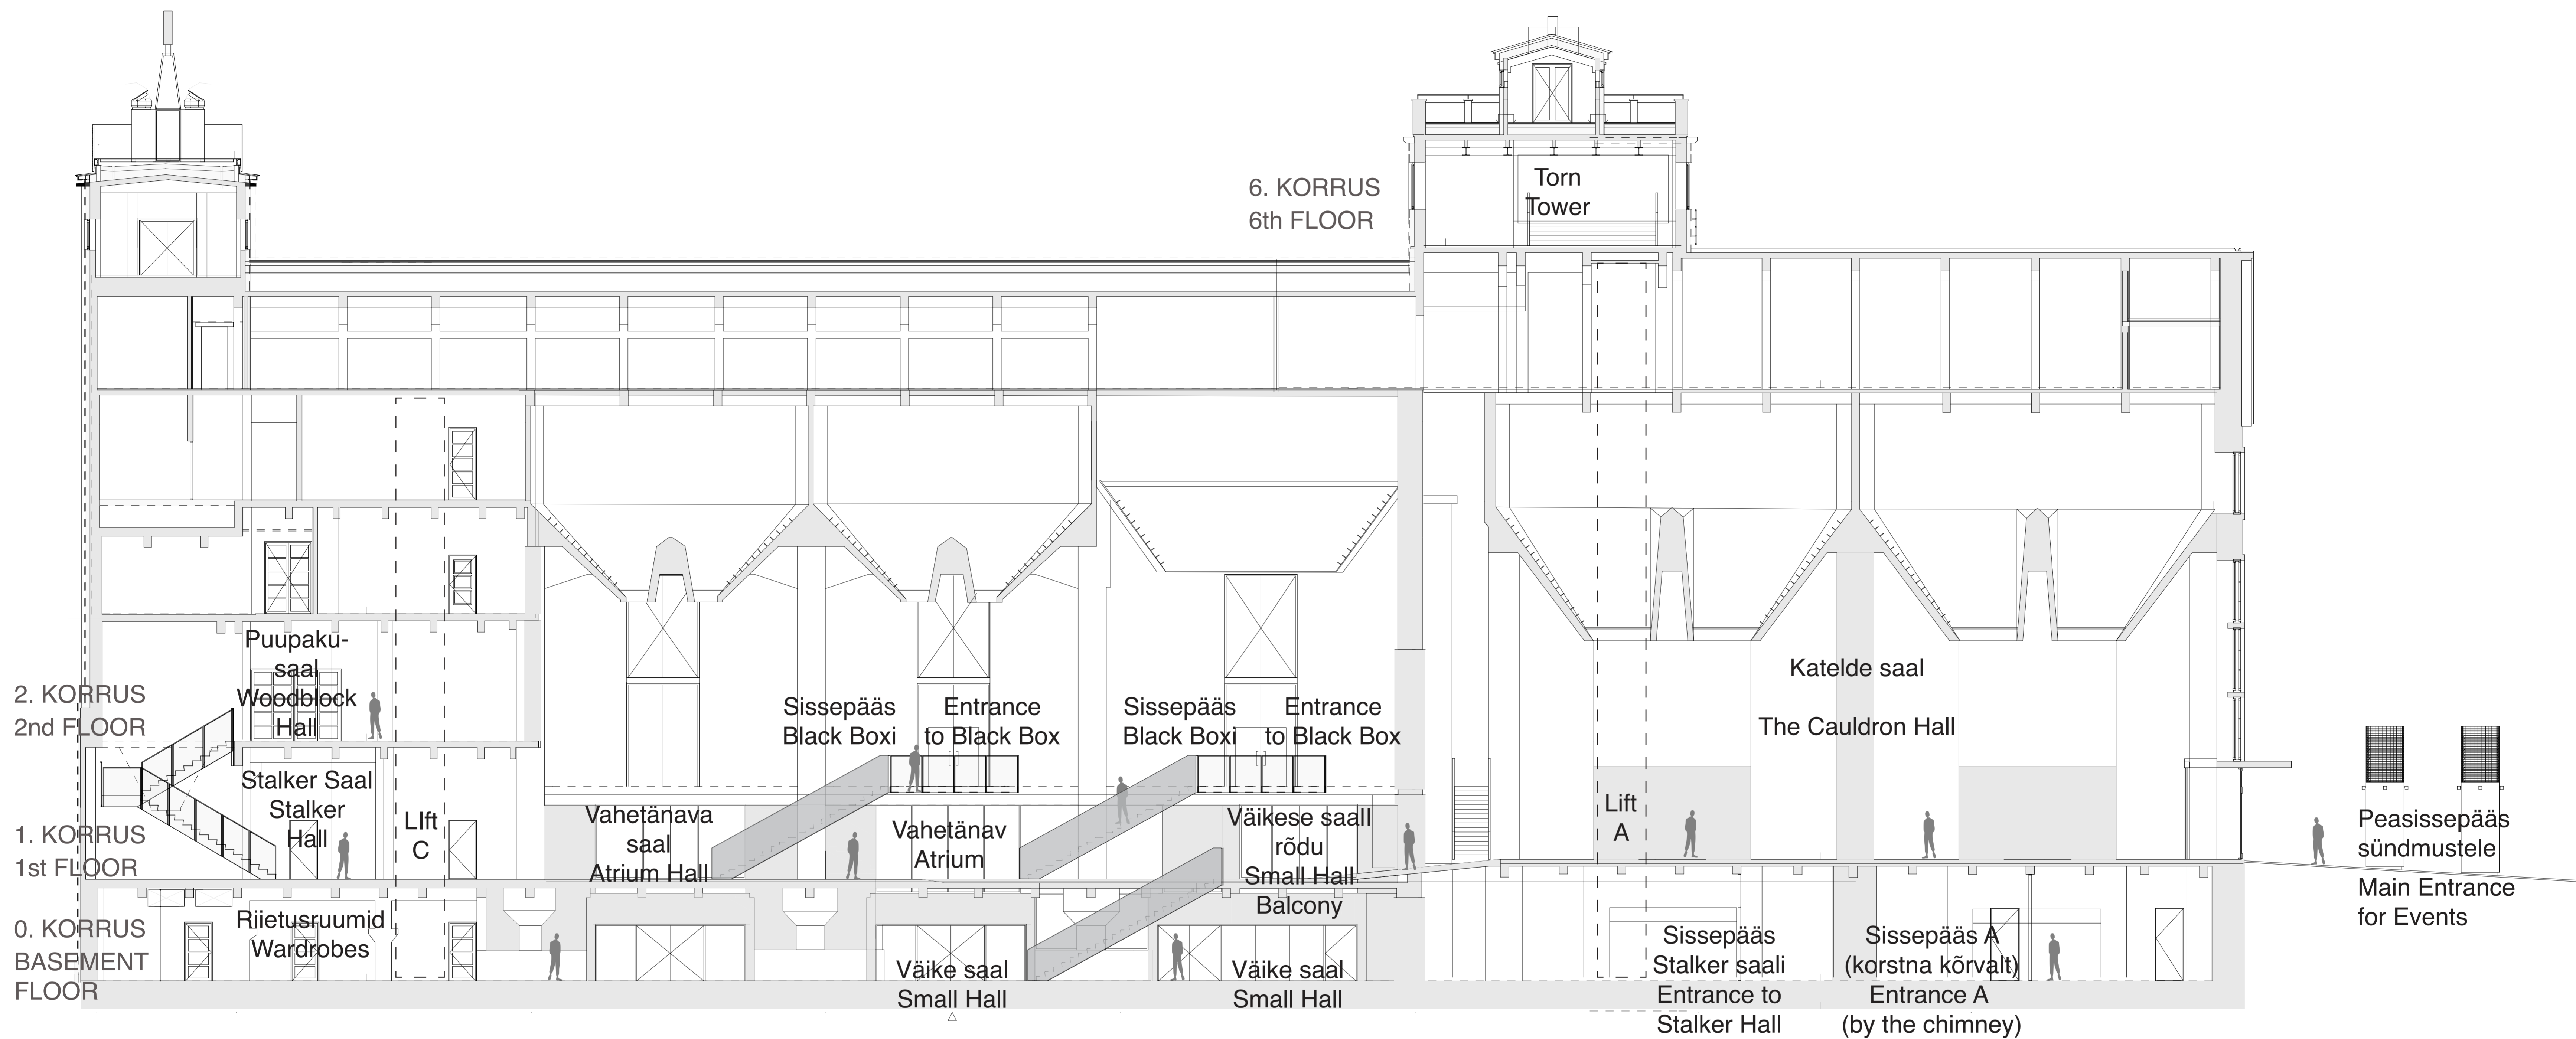 6. KORRUS
6th FLOOR
Torn
Tower
Puupaku-
saal
Woodblock
Hall
2. KORRUS
2nd FLOOR
Sissepääs
Black Boxi
Entrance
to Black Box
Sissepääs
Black Boxi
Entrance
to Black Box
Katelde saal
The Cauldron Hall
Stalker Saal
Stalker
Hall
1. KORRUS
1st FLOOR
LIft
C
Vahetänava
saal
Atrium Hall
Vahetänav
Atrium
Väikese saalI
rõdu
Small Hall
Balcony
Lift
A
Peasissepääs
sündmustele
Main Entrance
for Events
0. KORRUS
BASEMENT
FLOOR
Riietusruumid
Wardrobes
Väike saal
Small Hall
Väike saal
Small Hall
Sissepääs
Stalker saali
Entrance to
Stalker Hall
Sissepääs A
(korstna kõrvalt)
Entrance A
(by the chimney)